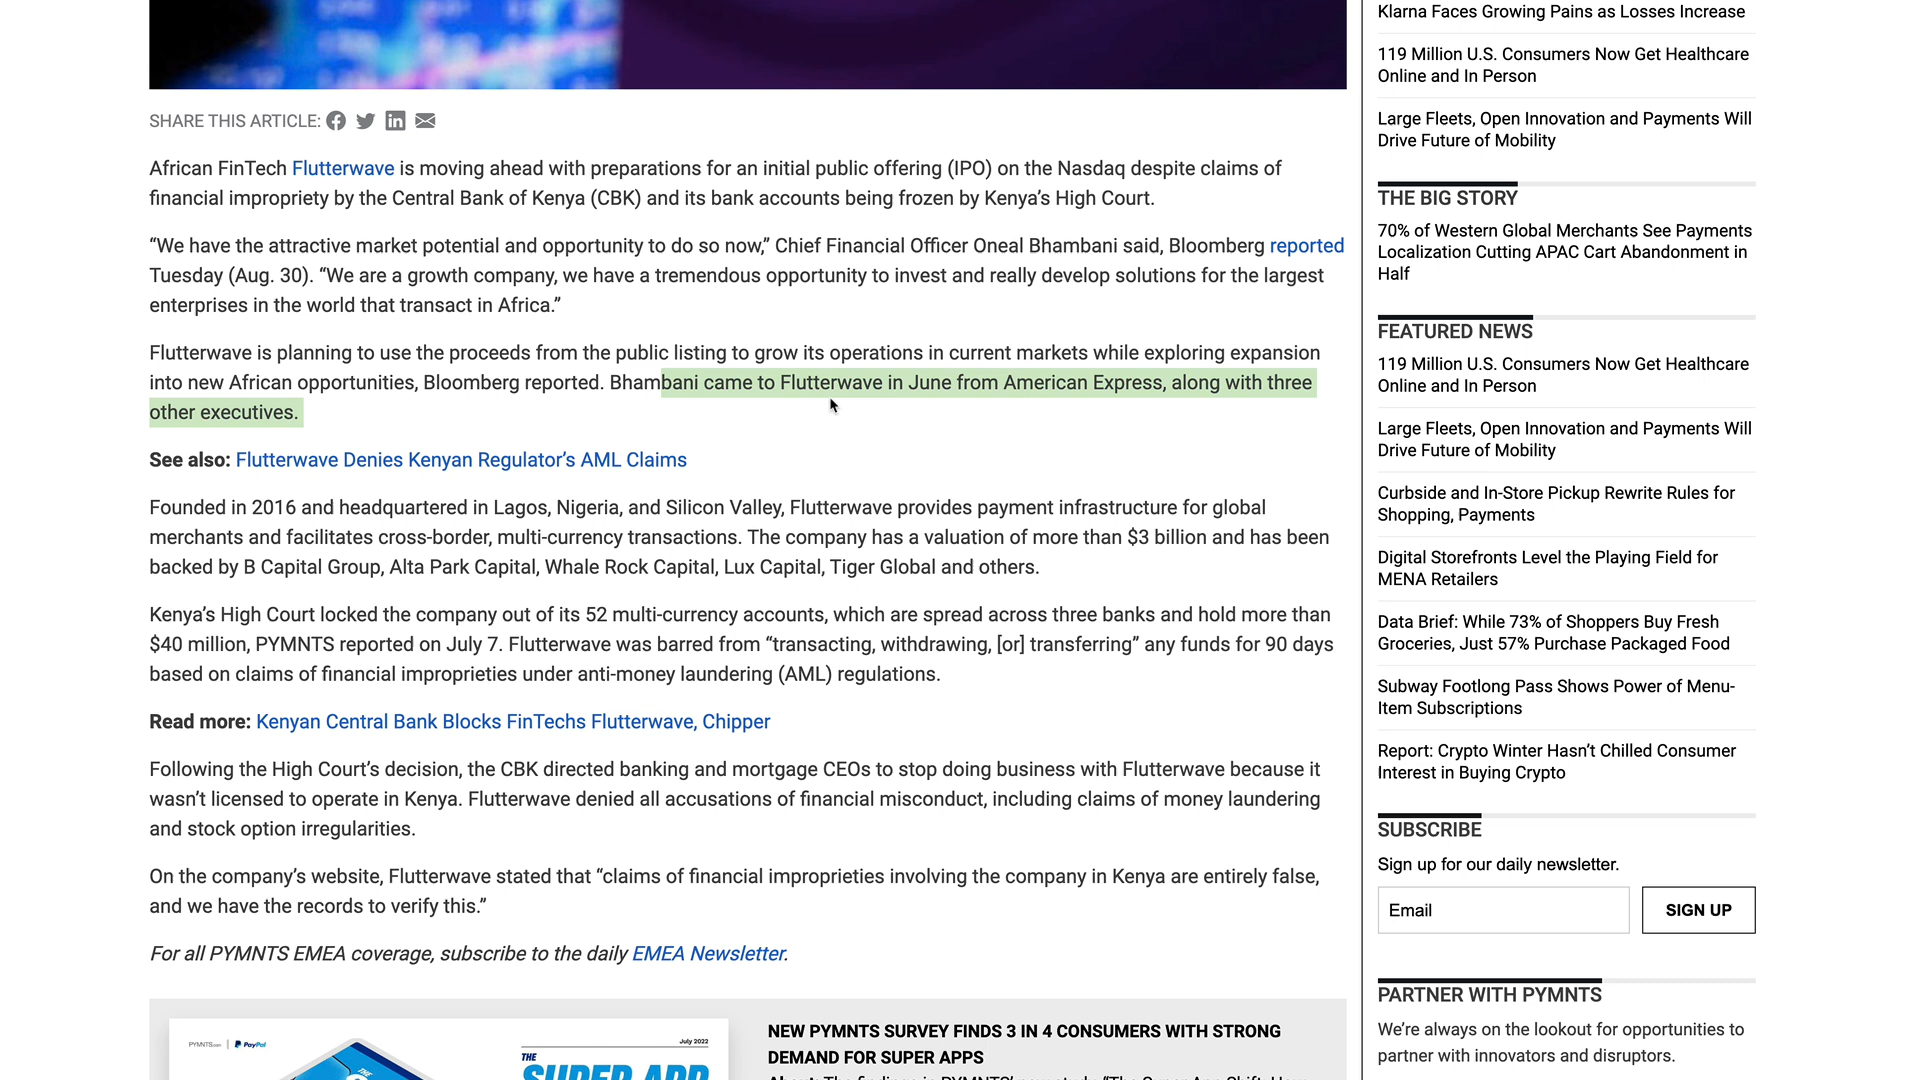 SHARE THIS ARTICLE:
African FinTech Flutterwave is moving ahead with preparations for an initial public offering (IPO) on the Nasdaq despite claims of
financial impropriety by the Central Bank of Kenya (CBK) and its bank accounts being frozen by Kenya’s High Court.
“We have the attractive market potential and opportunity to do so now,” Chief Financial Officer Oneal Bhambani said, Bloomberg reported
Tuesday (Aug. 30). “We are a growth company, we have a tremendous opportunity to invest and really develop solutions for the largest
enterprises in the world that transact in Africa.”
Flutterwave is planning to use the proceeds from the public listing to grow its operations in current markets while exploring expansion
into new African opportunities, Bloomberg reported. Bhambani came to Flutterwave in June from American Express, along with three
other executives.
See also: Flutterwave Denies Kenyan Regulator’s AML Claims
Founded in 2016 and headquartered in Lagos, Nigeria, and Silicon Valley, Flutterwave provides payment infrastructure for global
merchants and facilitates cross-border, multi-currency transactions. The company has a valuation of more than $3 billion and has been
backed by B Capital Group, Alta Park Capital, Whale Rock Capital, Lux Capital, Tiger Global and others.
Kenya’s High Court locked the company out of its 52 multi-currency accounts, which are spread across three banks and hold more than
$40 million, PYMNTS reported on July 7. Flutterwave was barred from “transacting, withdrawing, [or] transferring” any funds for 90 days
based on claims of financial improprieties under anti-money laundering (AML) regulations.
Read more: Kenyan Central Bank Blocks FinTechs Flutterwave, Chipper
Following the High Court’s decision, the CBK directed banking and mortgage CEOs to stop doing business with Flutterwave because it
wasn’t licensed to operate in Kenya. Flutterwave denied all accusations of financial misconduct, including claims of money laundering
and stock option irregularities.
On the company’s website, Flutterwave stated that “claims of financial improprieties involving the company in Kenya are entirely false,
and we have the records to verify this.”
For all PYMNTS EMEA coverage, subscribe to the daily EMEA Newsletter.
PYMNTS.com | PayPal
July 2022
THE
SUPER APP
THE
NEW PYMNTS SURVEY FINDS 3 IN 4 CONSUMERS WITH STRONG
DEMAND FOR SUPER APPS
About: The findings in PYMNTS’ new study, “The Super App Shift: How
Klarna Faces Growing Pains as Losses Increase
119 Million U.S. Consumers Now Get Healthcare
Online and In Person
Large Fleets, Open Innovation and Payments Will
Drive Future of Mobility
THE BIG STORY
70% of Western Global Merchants See Payments
Localization Cutting APAC Cart Abandonment in
Half
FEATURED NEWS
119 Million U.S. Consumers Now Get Healthcare
Online and In Person
Large Fleets, Open Innovation and Payments Will
Drive Future of Mobility
Curbside and In-Store Pickup Rewrite Rules for
Shopping, Payments
Digital Storefronts Level the Playing Field for
MENA Retailers
Data Brief: While 73% of Shoppers Buy Fresh
Groceries, Just 57% Purchase Packaged Food
Subway Footlong Pass Shows Power of Menu-
Item Subscriptions
Report: Crypto Winter Hasn’t Chilled Consumer
Interest in Buying Crypto
SUBSCRIBE
Sign up for our daily newsletter.
Email
SIGN UP
PARTNER WITH PYMNTS
We’re always on the lookout for opportunities to
partner with innovators and disruptors.